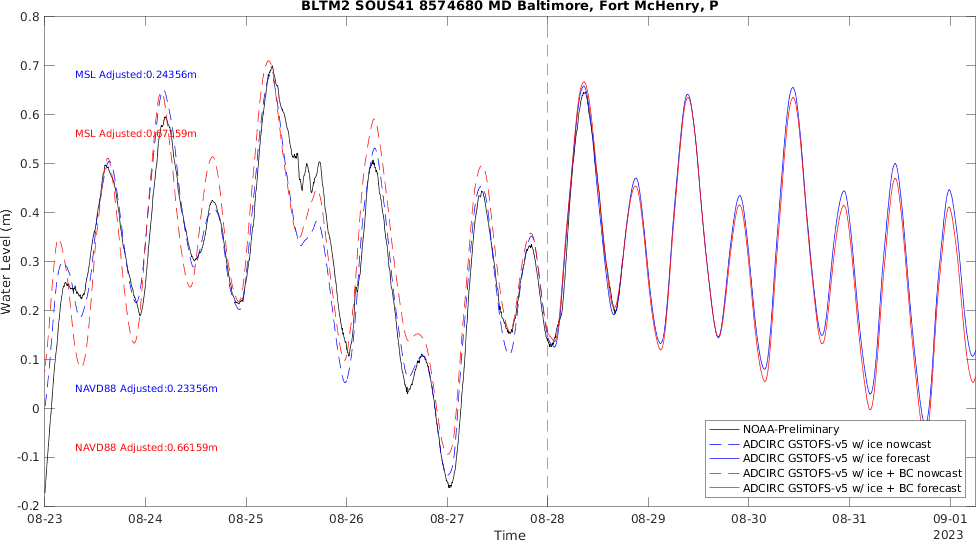 BLTM2 SOUS41 8574680 MD Baltimore, Fort McHenry, P
0.8
0.7
0.6
0.5
0.4
0.3
0.2
0.1
0
-0.1
-0.2
Water Level (m)
MSL Adjusted:0.24356m
MSL Adjusted:0.67159m
NAVD88 Adjusted:0.23356m
NAVD88 Adjusted:0.66159m
NOAA-Preliminary
ADCIRC GSTOFS-v5 w/ ice nowcast
ADCIRC GSTOFS-v5 w/ ice forecast
ADCIRC GSTOFS-v5 w/ ice + BC nowcast
ADCIRC GSTOFS-v5 w/ ice + BC forecast
08-23 08-24 08-25 08-26 08-27 08-28 08-29 08-30 08-31 09-01
2023
Time